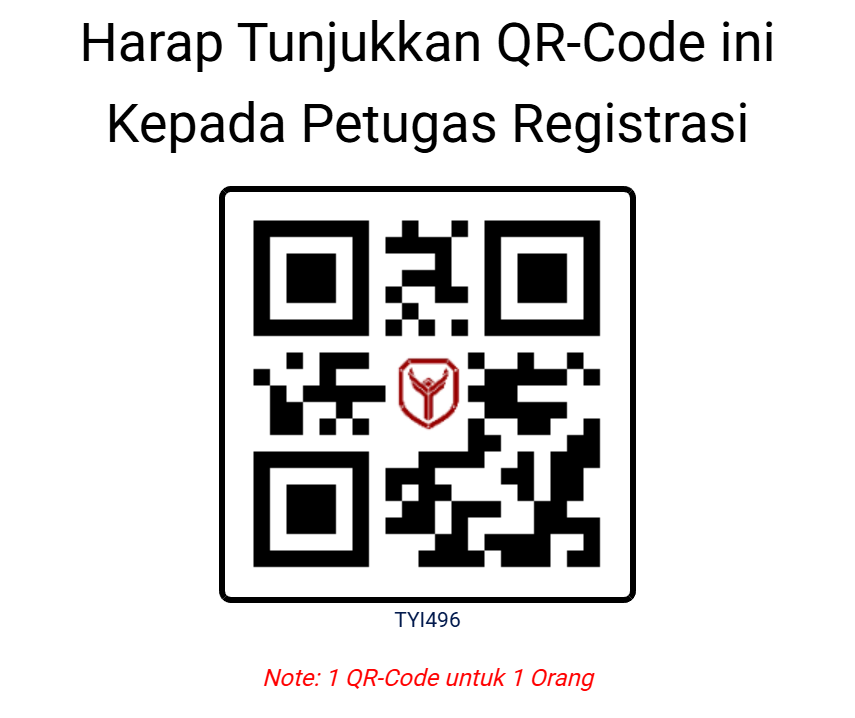 Harap Tunjukkan QR-Code ini
Kepada Petugas Registrasi
TYI496
Note: 1 QR-Code untuk 1 Orang